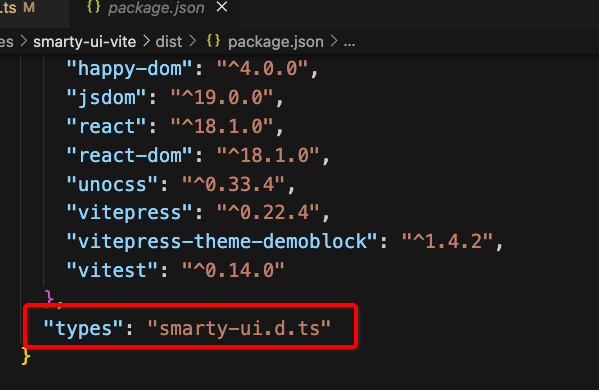 .ts M {} package.json ×
es > smarty-ui-vite > dist > {} package.json > ...
"happy-dom": "^4.0.0",
"jsdom": "^19.0.0",
"react": "^18.1.0",
"react-dom": "^18.1.0",
"unocss": "^0.33.4",
"vitepress": "^0.22.4",
"vitepress-theme-demoblock": "^1.4.2",
"vitest": "^0.14.0"
},
"types": "smarty-ui.d.ts"
}